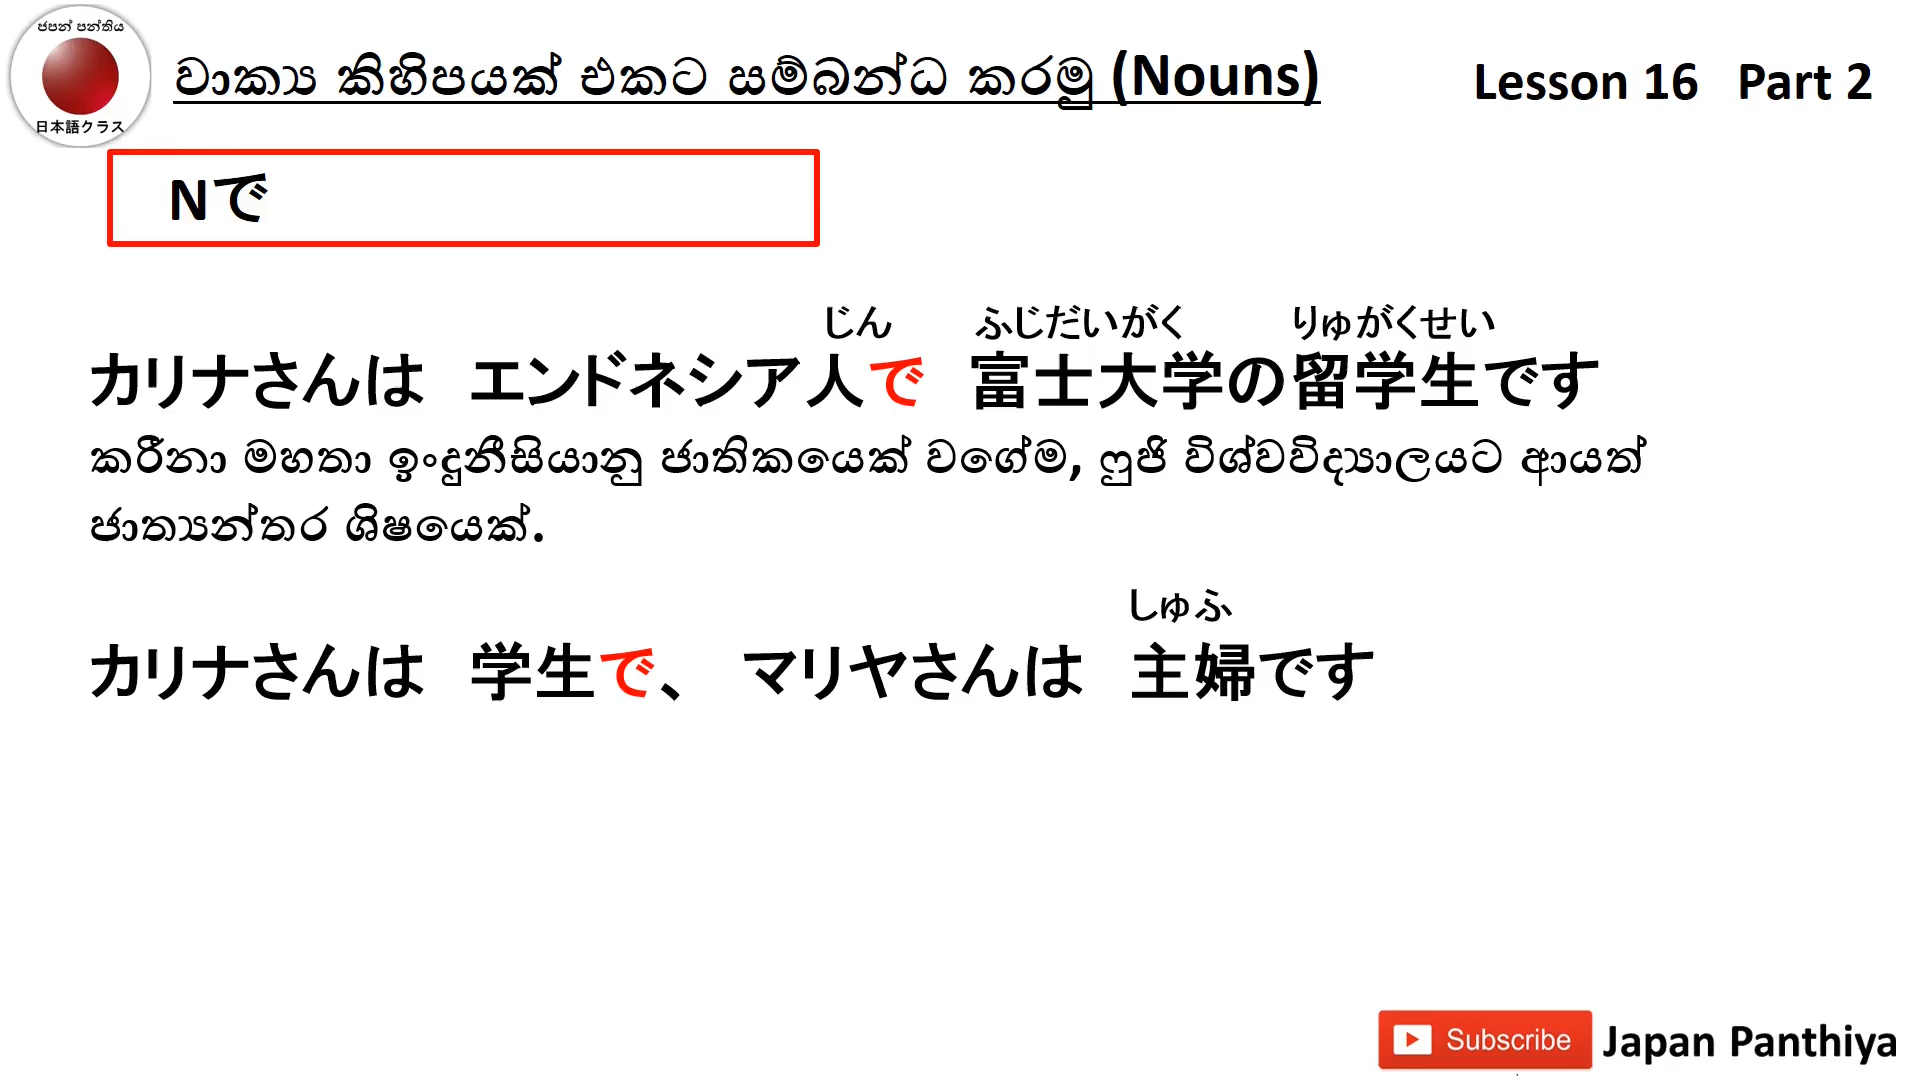 ජපන් පන්තිය
日本語クラス
වාක්‍ය කිහිපයක් එකට සම්බන්ධ කරමු (Nouns)
Lesson 16 Part 2
Nで
じん ふじだいがく りゅがくせい
カリナさんは エンドネシア人で 富士大学の留学生です
කරීනා මහතා ඉංදුනීසියානු ජාතිකයෙක් වගේම, ෆුජි විශ්වවිද්‍යාලයට ආයත්
ජාත්‍යන්තර ශිෂයෙක්.
しゅふ
カリナさんは 学生で、 マリヤさんは 主婦です
Subscribe Japan Panthiya